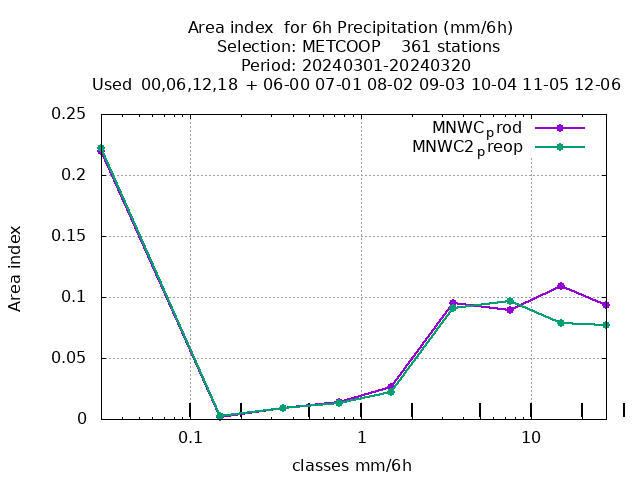 Area index  for 6h Precipitation (mm/6h)
Selection: METCOOP    361 stations
Period: 20240301-20240320
Used  00,06,12,18  + 06-00 07-01 08-02 09-03 10-04 11-05 12-06
MNWCprod
MNWC2preop
0.25
0.2
0.15
0.1
0.05
0
Area index
0.1
1
10
classes mm/6h